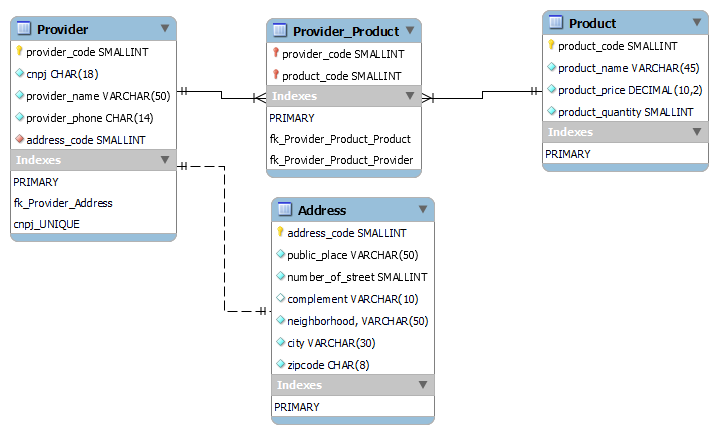 Provider
provider_code SMALLINT
cnpj CHAR(18)
provider_name VARCHAR(50)
provider_phone CHAR(14)
address_code SMALLINT
Indexes
PRIMARY
fk_Provider_Address
cnpj_UNIQUE
Provider_Product
provider_code SMALLINT
product_code SMALLINT
Indexes
PRIMARY
fk_Provider_Product_Product
fk_Provider_Product_Provider
Product
product_code SMALLINT
product_name VARCHAR(45)
product_price DECIMAL(10,2)
product_quantity SMALLINT
Indexes
PRIMARY
Address
address_code SMALLINT
public_place VARCHAR(50)
number_of_street SMALLINT
complement VARCHAR(10)
neighborhood, VARCHAR(50)
city VARCHAR(30)
zipcode CHAR(8)
Indexes
PRIMARY